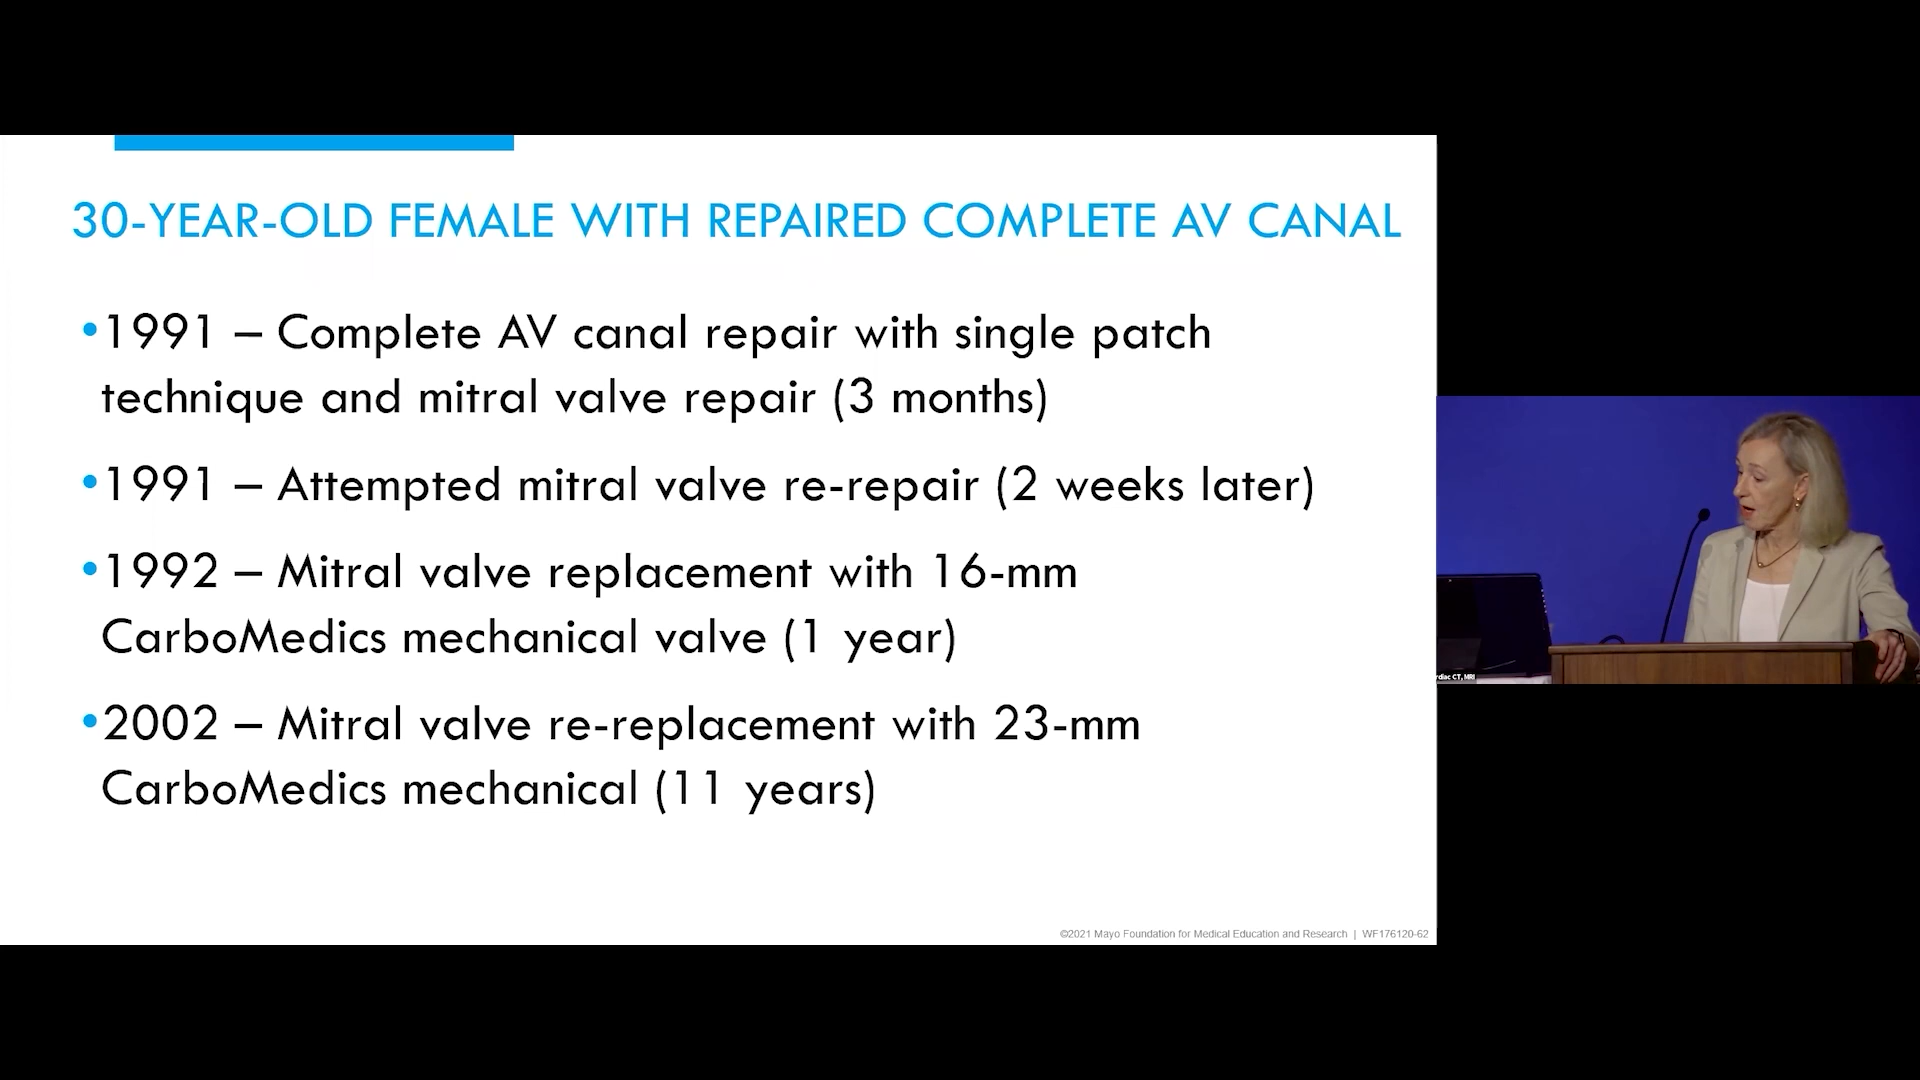 30-YEAR-OLD FEMALE WITH REPAIRED COMPLETE AV CANAL
•1991 – Complete AV canal repair with single patch
technique and mitral valve repair (3 months)
•1991 – Attempted mitral valve re-repair (2 weeks later)
•1992 – Mitral valve replacement with 16-mm
CarboMedics mechanical valve (1 year)
•2002 – Mitral valve re-replacement with 23-mm
CarboMedics mechanical (11 years)
©2021 Mayo Foundation for Medical Education and Research | WF176120-62
CT, MRI